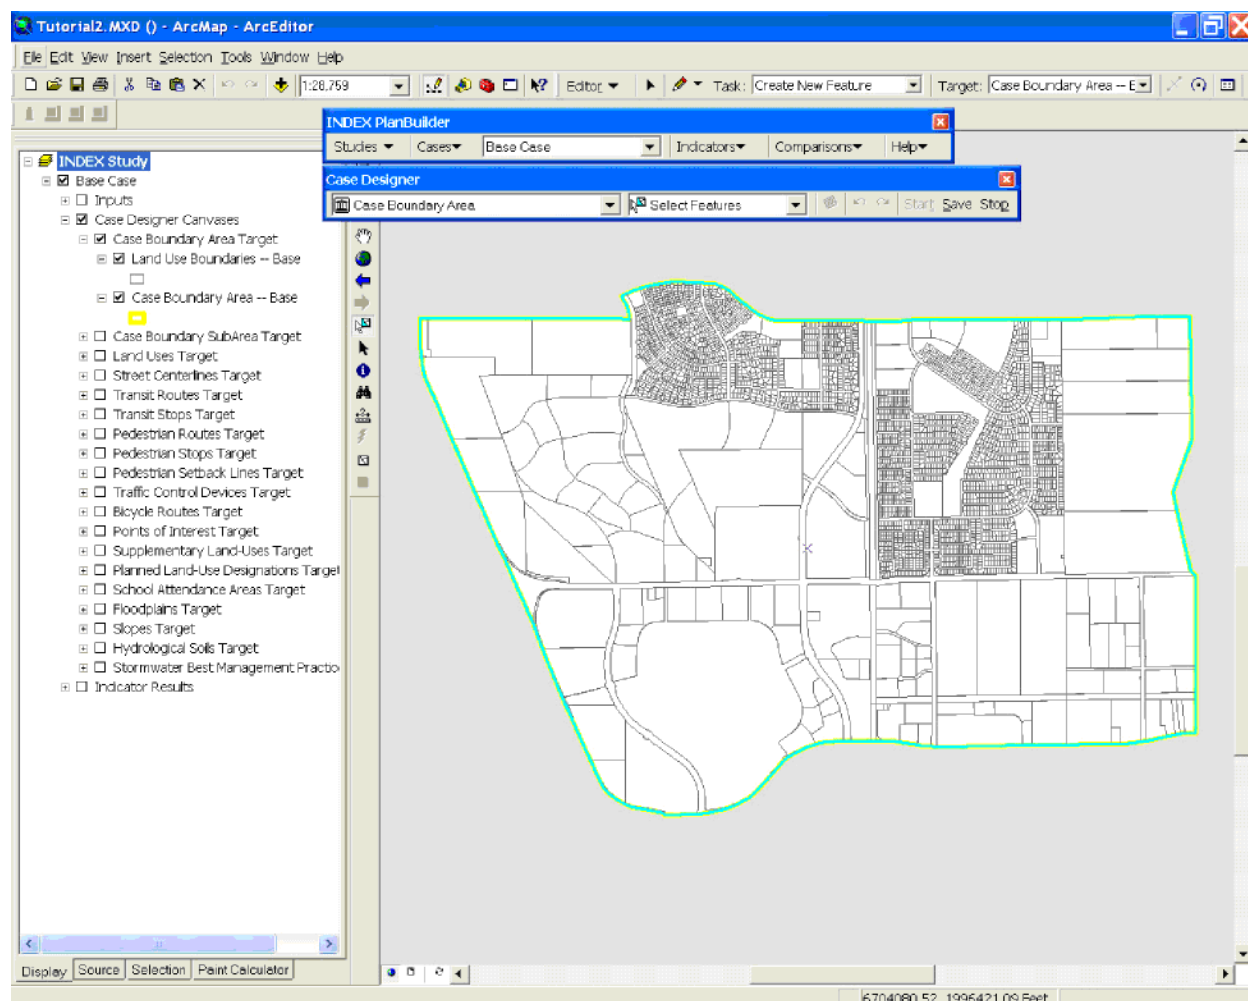 Tutorial2.MXD () - ArcMap - ArcEditor
File Edit View Insert Selection Tools Window Help
1:28,759 Editor Task: Create New Feature Target: Case Boundary Area -- E
INDEX PlanBuilder
Studies Cases Base Case Indicators Comparisons Help
Case Designer
Case Boundary Area Select Features Start Save Stop
INDEX Study
Base Case
Inputs
Case Designer Canvases
Case Boundary Area Target
Land Use Boundaries -- Base
Case Boundary Area -- Base
Case Boundary SubArea Target
Land Uses Target
Street Centerlines Target
Transit Routes Target
Transit Stops Target
Pedestrian Routes Target
Pedestrian Stops Target
Pedestrian Setback Lines Target
Traffic Control Devices Target
Bicycle Routes Target
Points of Interest Target
Supplementary Land-Uses Target
Planned Land-Use Designations Target
School Attendance Areas Target
Floodplains Target
Slopes Target
Hydrological Soils Target
Stormwater Best Management Practic
Indicator Results
Display Source Selection Paint Calculator
6704080.52 1996421.09 Feet